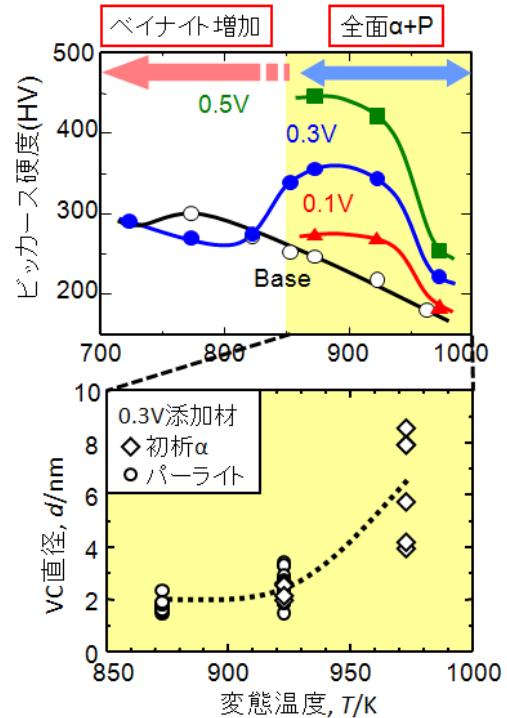 ベイナイト増加
全面α+P
500
400
300
200
ビッカース硬度(HV)
0.5V
0.3V
0.1V
Base
700
800
900
1000
10
8
6
4
2
0
VC直径, d/nm
0.3V添加材
初析α
パーライト
850
900
950
1000
変態温度, T/K